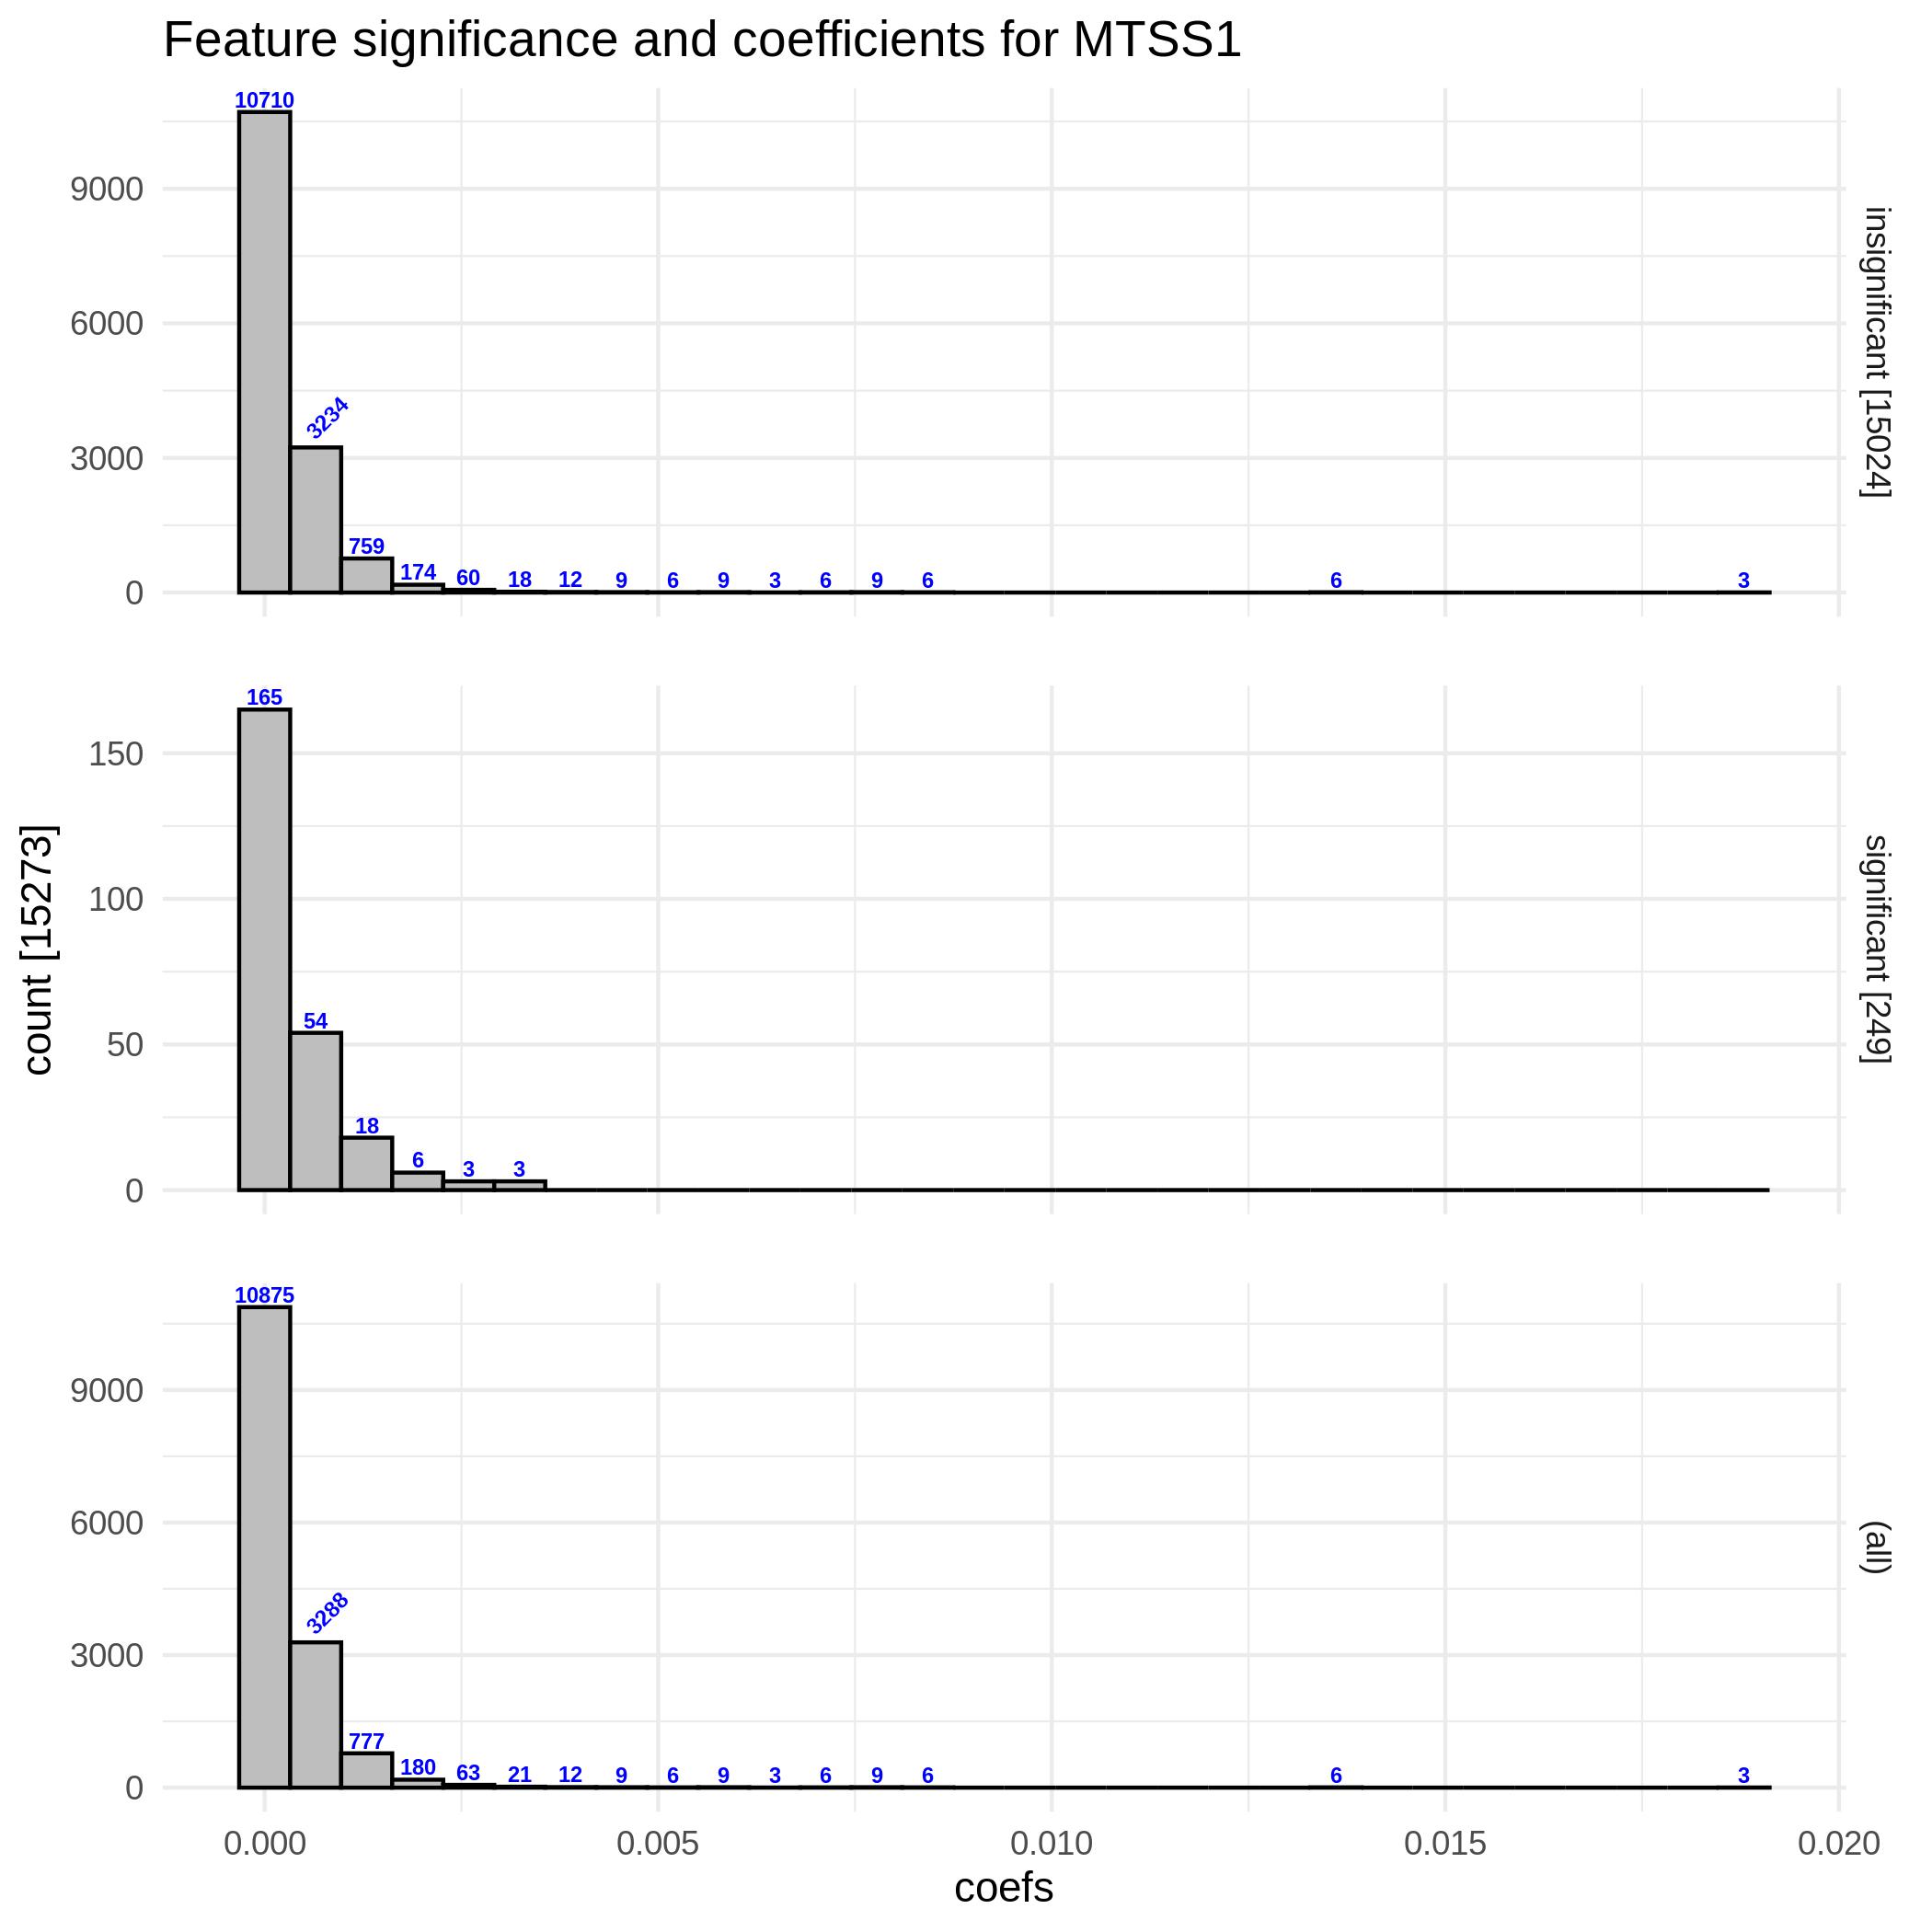 Feature significance and coefficients for MTSS1
10710
9000
6000
3234
3000
759
174 60 18 12 9 6 9 3 6 9 6 6 3
0
insignificant [15024]
165
150
100
54
50
18
6 3 3
0
significant [249]
count [15273]
10875
9000
6000
3288
3000
777
180 63 21 12 9 6 9 3 6 9 6 6 3
0
(all)
0.000 0.005 0.010 0.015 0.020
coefs